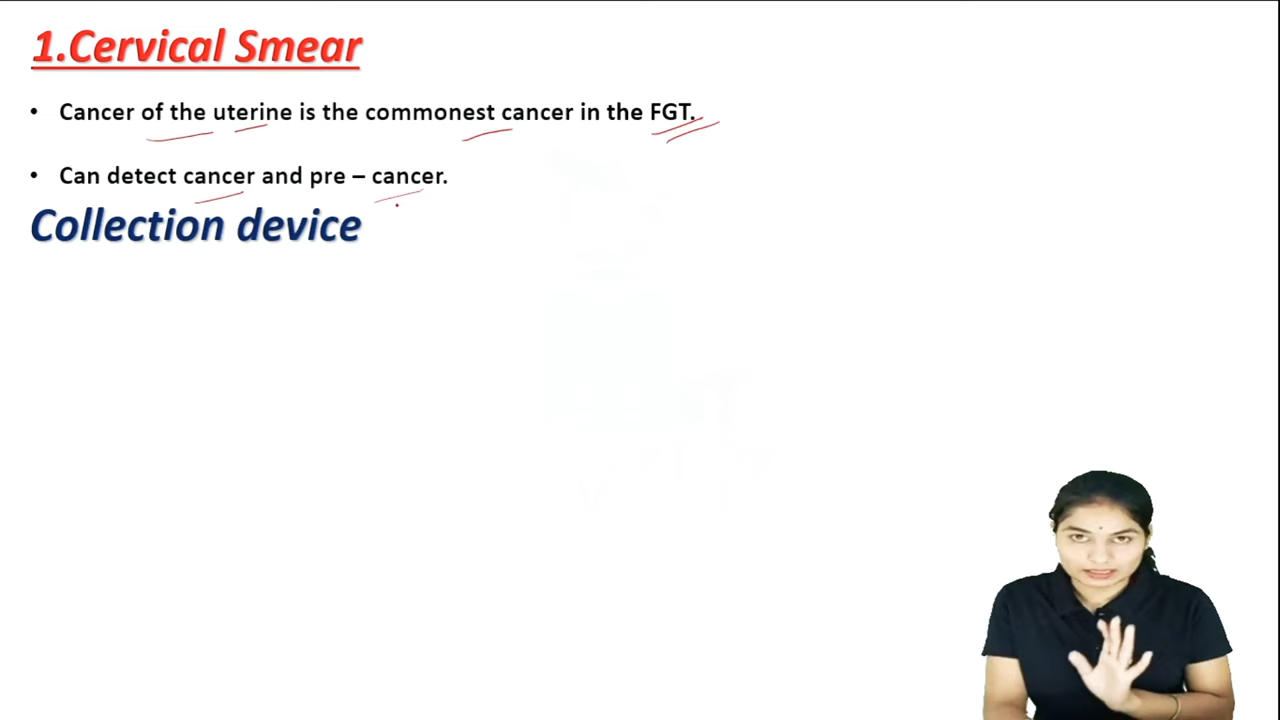 1.Cervical Smear
• Cancer of the uterine is the commonest cancer in the FGT.
• Can detect cancer and pre – cancer.
Collection device